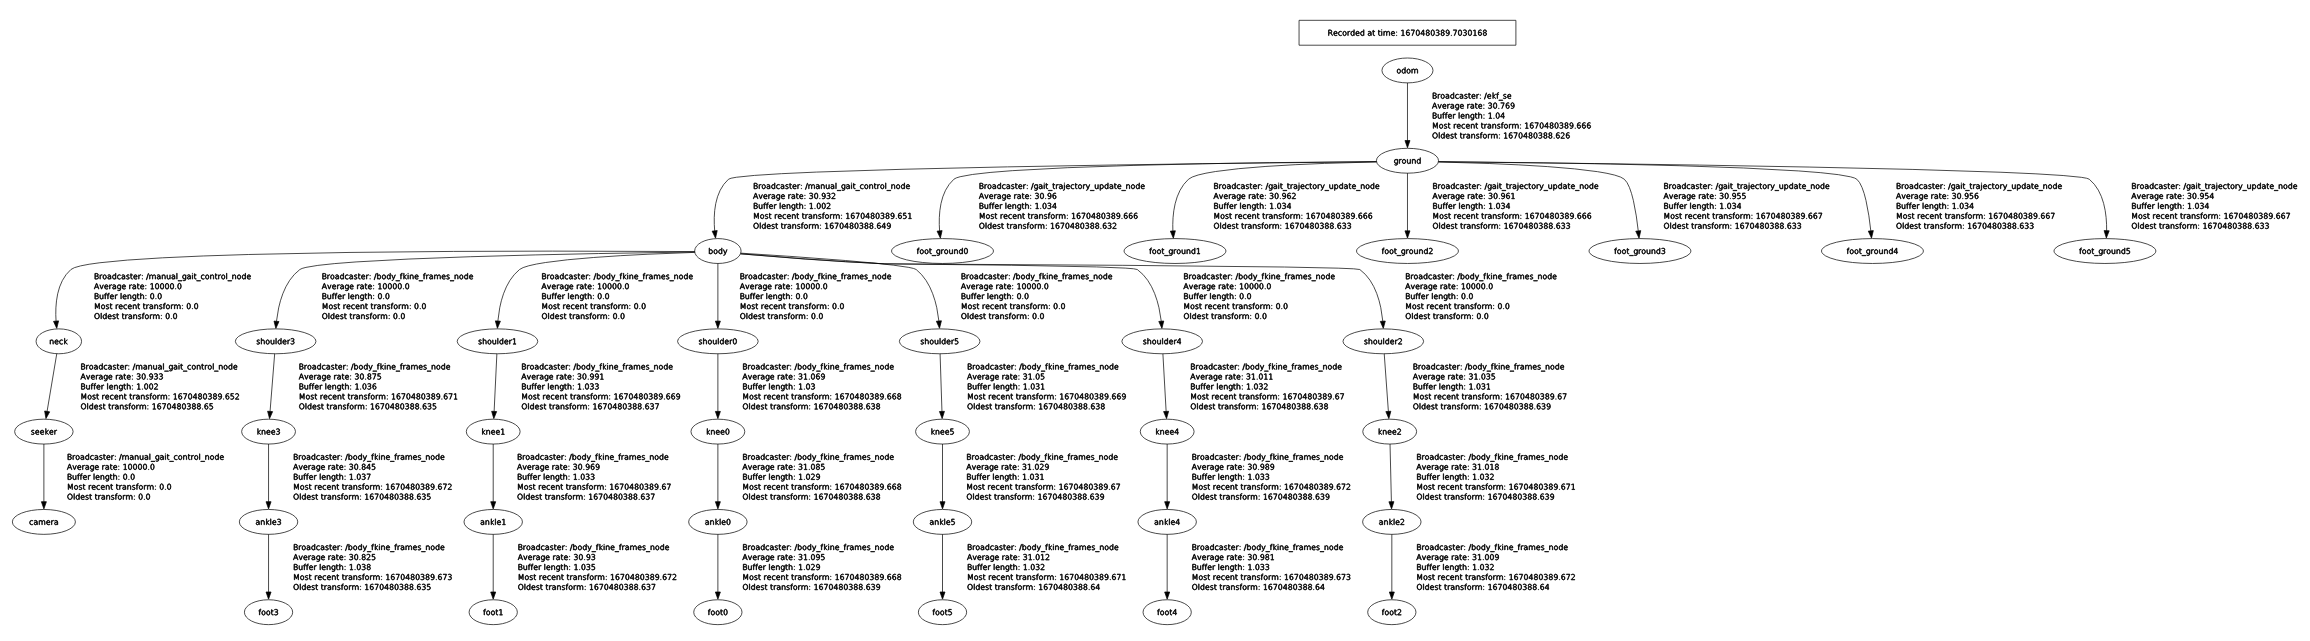 Recorded at time: 1670480389.7030168
odom
Broadcaster: /ekf_se
Average rate: 30.769
Buffer length: 1.04
Most recent transform: 1670480389.666
Oldest transform: 1670480388.626
ground
Broadcaster: /manual_gait_control_node
Average rate: 30.932
Buffer length: 1.002
Most recent transform: 1670480389.651
Oldest transform: 1670480388.649
Broadcaster: /gait_trajectory_update_node
Average rate: 30.96
Buffer length: 1.034
Most recent transform: 1670480389.666
Oldest transform: 1670480388.632
Broadcaster: /gait_trajectory_update_node
Average rate: 30.962
Buffer length: 1.034
Most recent transform: 1670480389.666
Oldest transform: 1670480388.633
Broadcaster: /gait_trajectory_update_node
Average rate: 30.961
Buffer length: 1.034
Most recent transform: 1670480389.666
Oldest transform: 1670480388.633
Broadcaster: /gait_trajectory_update_node
Average rate: 30.955
Buffer length: 1.034
Most recent transform: 1670480389.667
Oldest transform: 1670480388.633
Broadcaster: /gait_trajectory_update_node
Average rate: 30.956
Buffer length: 1.034
Most recent transform: 1670480389.667
Oldest transform: 1670480388.633
Broadcaster: /gait_trajectory_update_node
Average rate: 30.954
Buffer length: 1.034
Most recent transform: 1670480389.667
Oldest transform: 1670480388.633
body
foot_ground0
foot_ground1
foot_ground2
foot_ground3
foot_ground4
foot_ground5
Broadcaster: /manual_gait_control_node
Average rate: 10000.0
Buffer length: 0.0
Most recent transform: 0.0
Oldest transform: 0.0
Broadcaster: /body_fkine_frames_node
Average rate: 10000.0
Buffer length: 0.0
Most recent transform: 0.0
Oldest transform: 0.0
Broadcaster: /body_fkine_frames_node
Average rate: 10000.0
Buffer length: 0.0
Most recent transform: 0.0
Oldest transform: 0.0
Broadcaster: /body_fkine_frames_node
Average rate: 10000.0
Buffer length: 0.0
Most recent transform: 0.0
Oldest transform: 0.0
Broadcaster: /body_fkine_frames_node
Average rate: 10000.0
Buffer length: 0.0
Most recent transform: 0.0
Oldest transform: 0.0
Broadcaster: /body_fkine_frames_node
Average rate: 10000.0
Buffer length: 0.0
Most recent transform: 0.0
Oldest transform: 0.0
Broadcaster: /body_fkine_frames_node
Average rate: 10000.0
Buffer length: 0.0
Most recent transform: 0.0
Oldest transform: 0.0
neck
shoulder3
shoulder1
shoulder0
shoulder5
shoulder4
shoulder2
Broadcaster: /manual_gait_control_node
Average rate: 30.933
Buffer length: 1.002
Most recent transform: 1670480389.652
Oldest transform: 1670480388.65
Broadcaster: /body_fkine_frames_node
Average rate: 30.875
Buffer length: 1.036
Most recent transform: 1670480389.671
Oldest transform: 1670480388.635
Broadcaster: /body_fkine_frames_node
Average rate: 30.991
Buffer length: 1.033
Most recent transform: 1670480389.669
Oldest transform: 1670480388.637
Broadcaster: /body_fkine_frames_node
Average rate: 31.069
Buffer length: 1.03
Most recent transform: 1670480389.668
Oldest transform: 1670480388.638
Broadcaster: /body_fkine_frames_node
Average rate: 31.05
Buffer length: 1.031
Most recent transform: 1670480389.669
Oldest transform: 1670480388.638
Broadcaster: /body_fkine_frames_node
Average rate: 31.011
Buffer length: 1.032
Most recent transform: 1670480389.67
Oldest transform: 1670480388.638
Broadcaster: /body_fkine_frames_node
Average rate: 31.035
Buffer length: 1.031
Most recent transform: 1670480389.67
Oldest transform: 1670480388.639
seeker
knee3
knee1
knee0
knee5
knee4
knee2
Broadcaster: /manual_gait_control_node
Average rate: 10000.0
Buffer length: 0.0
Most recent transform: 0.0
Oldest transform: 0.0
Broadcaster: /body_fkine_frames_node
Average rate: 30.845
Buffer length: 1.037
Most recent transform: 1670480389.672
Oldest transform: 1670480388.635
Broadcaster: /body_fkine_frames_node
Average rate: 30.969
Buffer length: 1.033
Most recent transform: 1670480389.67
Oldest transform: 1670480388.637
Broadcaster: /body_fkine_frames_node
Average rate: 31.085
Buffer length: 1.029
Most recent transform: 1670480389.668
Oldest transform: 1670480388.638
Broadcaster: /body_fkine_frames_node
Average rate: 31.029
Buffer length: 1.031
Most recent transform: 1670480389.67
Oldest transform: 1670480388.639
Broadcaster: /body_fkine_frames_node
Average rate: 30.989
Buffer length: 1.033
Most recent transform: 1670480389.672
Oldest transform: 1670480388.639
Broadcaster: /body_fkine_frames_node
Average rate: 31.018
Buffer length: 1.032
Most recent transform: 1670480389.671
Oldest transform: 1670480388.639
camera
ankle3
ankle1
ankle0
ankle5
ankle4
ankle2
Broadcaster: /body_fkine_frames_node
Average rate: 30.825
Buffer length: 1.038
Most recent transform: 1670480389.673
Oldest transform: 1670480388.635
Broadcaster: /body_fkine_frames_node
Average rate: 30.93
Buffer length: 1.035
Most recent transform: 1670480389.672
Oldest transform: 1670480388.637
Broadcaster: /body_fkine_frames_node
Average rate: 31.095
Buffer length: 1.029
Most recent transform: 1670480389.668
Oldest transform: 1670480388.639
Broadcaster: /body_fkine_frames_node
Average rate: 31.012
Buffer length: 1.032
Most recent transform: 1670480389.671
Oldest transform: 1670480388.64
Broadcaster: /body_fkine_frames_node
Average rate: 30.981
Buffer length: 1.033
Most recent transform: 1670480389.673
Oldest transform: 1670480388.64
Broadcaster: /body_fkine_frames_node
Average rate: 31.009
Buffer length: 1.032
Most recent transform: 1670480389.672
Oldest transform: 1670480388.64
foot3
foot1
foot0
foot5
foot4
foot2